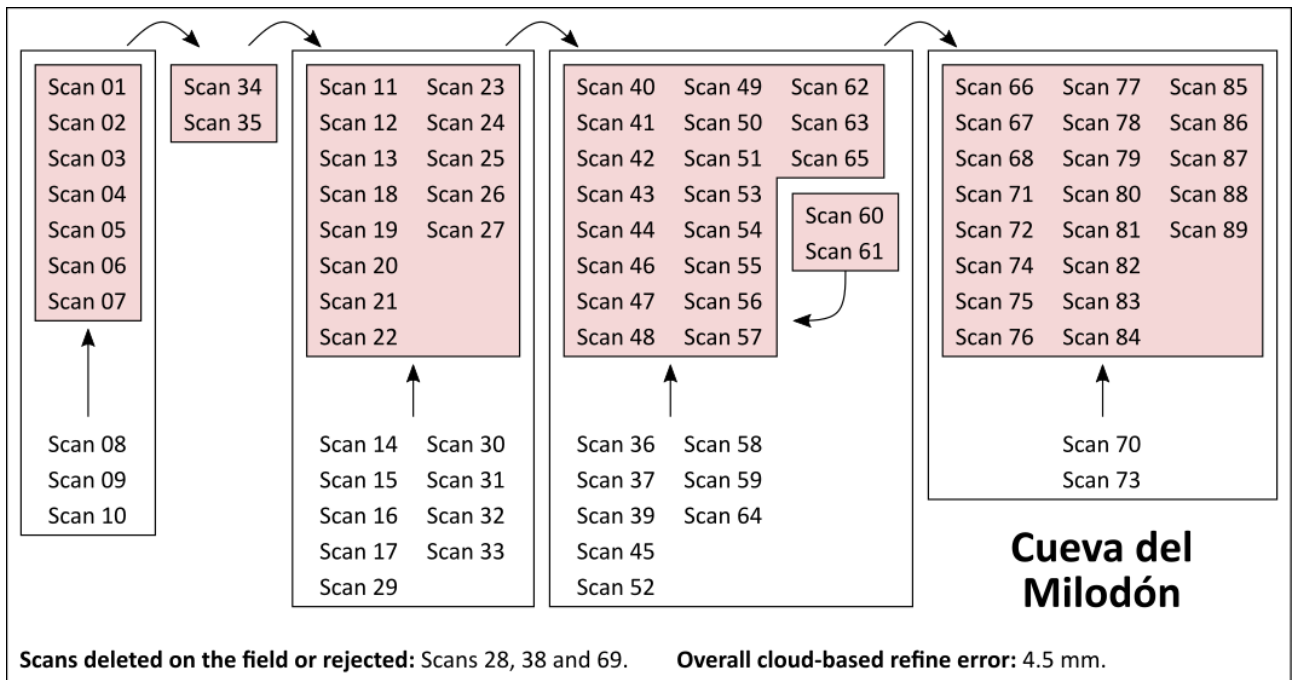 Scan 01
Scan 02
Scan 03
Scan 04
Scan 05
Scan 06
Scan 07
Scan 08
Scan 09
Scan 10
Scan 34
Scan 35
Scan 11
Scan 12
Scan 13
Scan 18
Scan 19
Scan 20
Scan 21
Scan 22
Scan 23
Scan 24
Scan 25
Scan 26
Scan 27
Scan 14
Scan 15
Scan 16
Scan 17
Scan 29
Scan 30
Scan 31
Scan 32
Scan 33
Scan 40
Scan 41
Scan 42
Scan 43
Scan 44
Scan 46
Scan 47
Scan 48
Scan 49
Scan 50
Scan 51
Scan 53
Scan 54
Scan 55
Scan 56
Scan 57
Scan 62
Scan 63
Scan 65
Scan 60
Scan 61
Scan 36
Scan 37
Scan 39
Scan 45
Scan 52
Scan 58
Scan 59
Scan 64
Scan 66
Scan 67
Scan 68
Scan 71
Scan 72
Scan 74
Scan 75
Scan 76
Scan 77
Scan 78
Scan 79
Scan 80
Scan 81
Scan 82
Scan 83
Scan 84
Scan 85
Scan 86
Scan 87
Scan 88
Scan 89
Scan 70
Scan 73
Cueva del
Milodón
Scans deleted on the field or rejected: Scans 28, 38 and 69.
Overall cloud-based refine error: 4.5 mm.